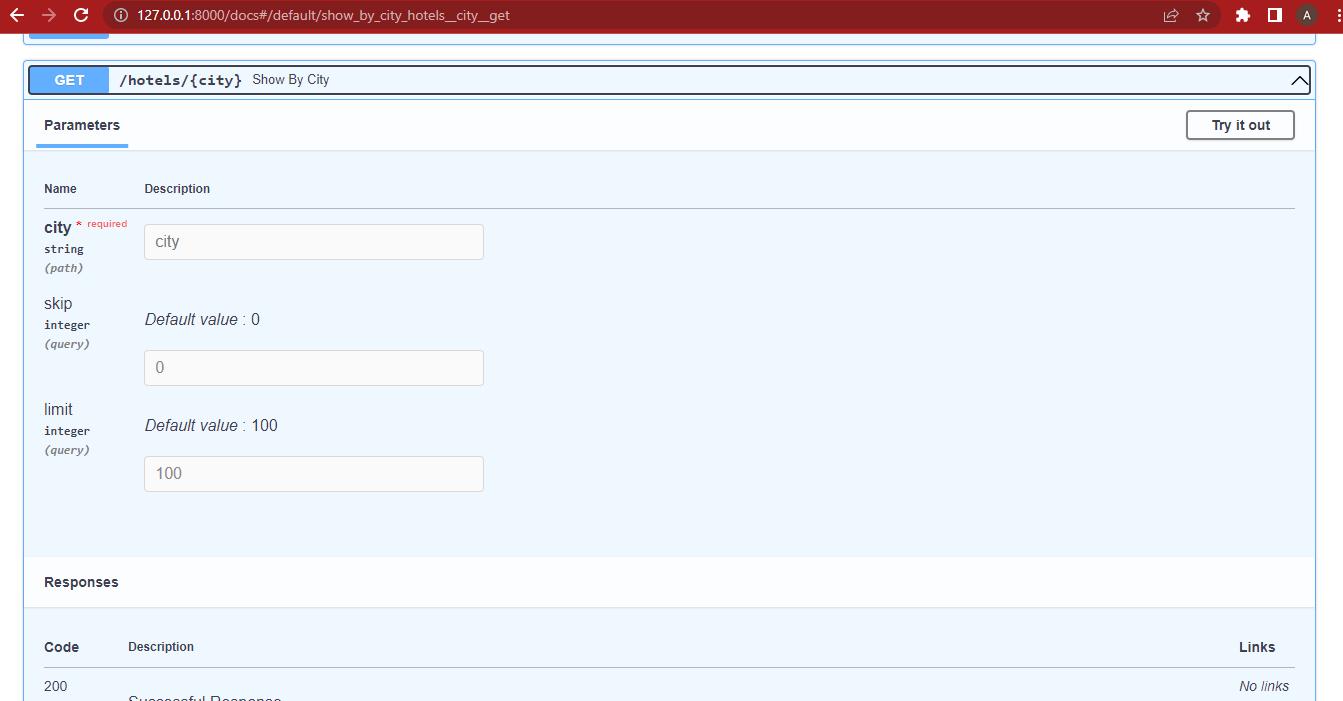 127.0.0.1:8000/docs#/default/show_by_city_hotels__city__get
A
GET /hotels/{city} Show By City
Parameters
Try it out
Name Description
city * required
string
(path)
city
skip
integer
(query)
Default value : 0
0
limit
integer
(query)
Default value : 100
100
Responses
Code Description Links
200 Successful Response No links